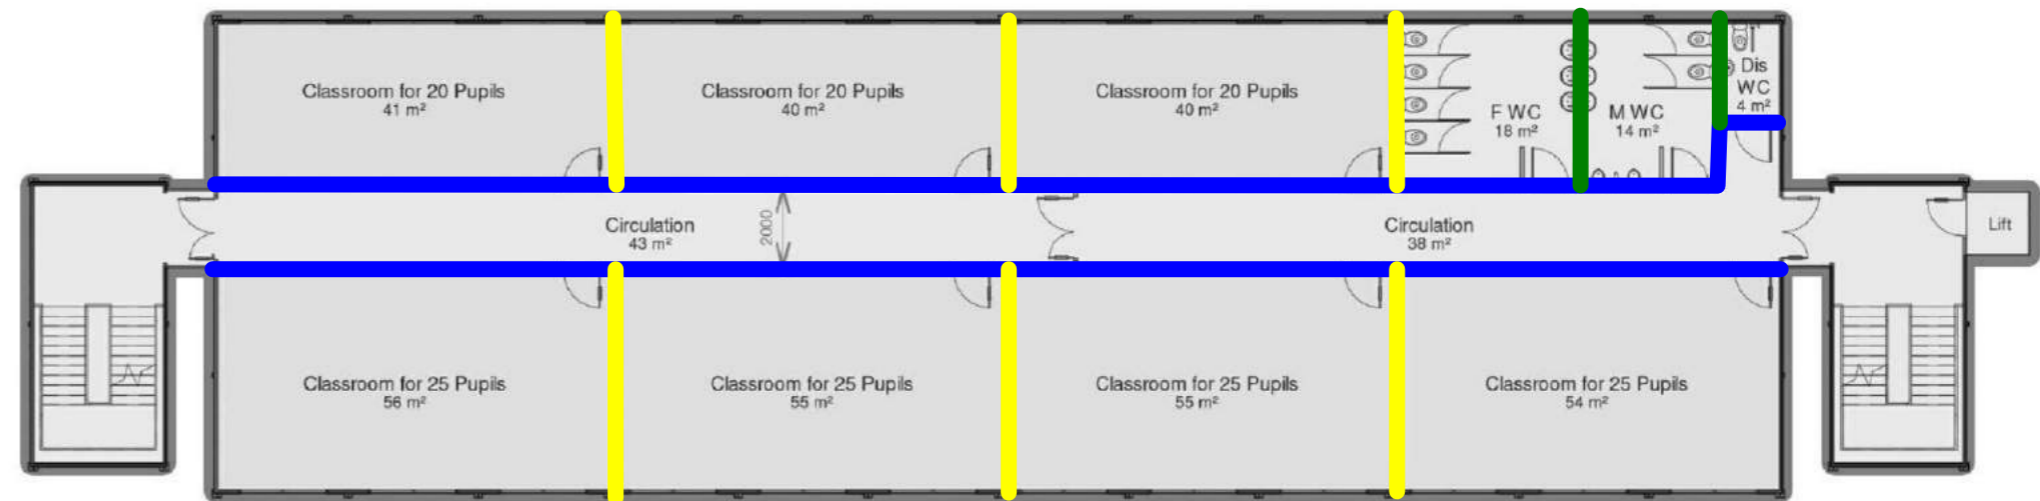 Classroom for 20 Pupils
41 m²
Classroom for 20 Pupils
40 m²
Classroom for 20 Pupils
40 m²
F WC
18 m²
M WC
14 m²
Dis
WC
4 m²
Circulation
43 m²
2000
Circulation
38 m²
Lift
Classroom for 25 Pupils
56 m²
Classroom for 25 Pupils
55 m²
Classroom for 25 Pupils
55 m²
Classroom for 25 Pupils
54 m²